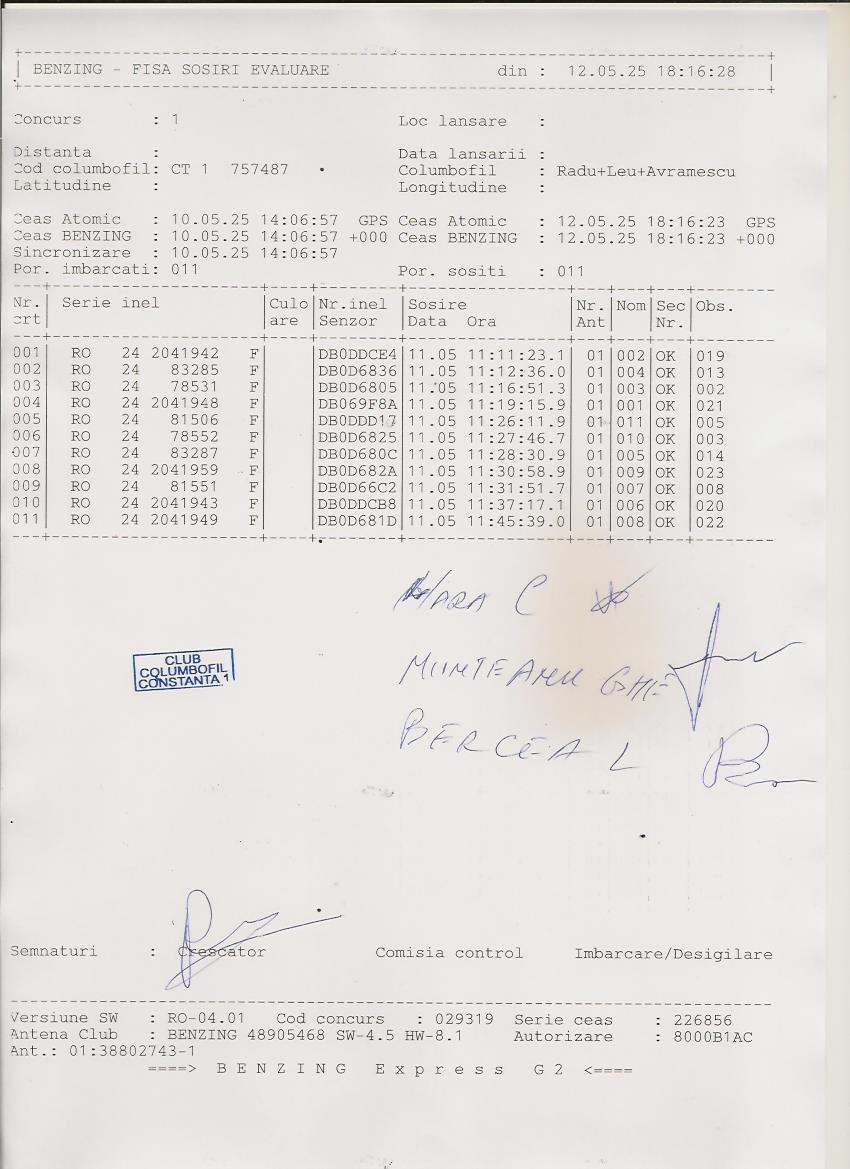 BENZING - FISA SOSIRI EVALUARE din : 12.05.25 18:16:28
Concurs : 1 Loc lansare :
Distanta : Data lansarii :
Cod columbofil: CT 1 757487 Columbofil : Radu+Leu+Avramescu
Latitudine : Longitudine :
Ceas Atomic : 10.05.25 14:06:57 GPS Ceas Atomic : 12.05.25 18:16:23 GPS
Ceas BENZING : 10.05.25 14:06:57 +000 Ceas BENZING : 12.05.25 18:16:23 +000
Sincronizare : 10.05.25 14:06:57
Por. imbarcati: 011 Por. sositi : 011
Nr. Serie inel Culo Nr.inel Sosire Nr. Nom Sec Obs.
crt are Senzor Data Ora Ant Nr.
001 RO 24 2041942 F DB0DDCE4 11.05 11:11:23.1 01 002 OK 019
002 RO 24 83285 F DB0D6836 11.05 11:12:36.0 01 004 OK 013
003 RO 24 78531 F DB0D6805 11.05 11:16:51.3 01 003 OK 002
004 RO 24 2041948 F DB069F8A 11.05 11:19:15.9 01 001 OK 021
005 RO 24 81506 F DB0DDD17 11.05 11:26:11.9 01 011 OK 005
006 RO 24 78552 F DB0D6825 11.05 11:27:46.7 01 010 OK 003
007 RO 24 83287 F DB0D680C 11.05 11:28:30.9 01 005 OK 014
008 RO 24 2041959 F DB0D682A 11.05 11:30:58.9 01 009 OK 023
009 RO 24 81551 F DB0D66C2 11.05 11:31:51.7 01 007 OK 008
010 RO 24 2041943 F DB0DDCB8 11.05 11:37:17.1 01 006 OK 020
011 RO 24 2041949 F DB0D681D 11.05 11:45:39.0 01 008 OK 022
MARA C
MUNTEANU GHE
BERCEA L
CLUB
COLUMBOFIL
CONSTANTA 1
Semnaturi : Crescator Comisia control Imbarcare/Desigilare
Versiune SW : RO-04.01 Cod concurs : 029319 Serie ceas : 226856
Antena Club : BENZING 48905468 SW-4.5 HW-8.1 Autorizare : 8000B1AC
Ant.: 01:38802743-1
====> B E N Z I N G E x p r e s s G 2 <====